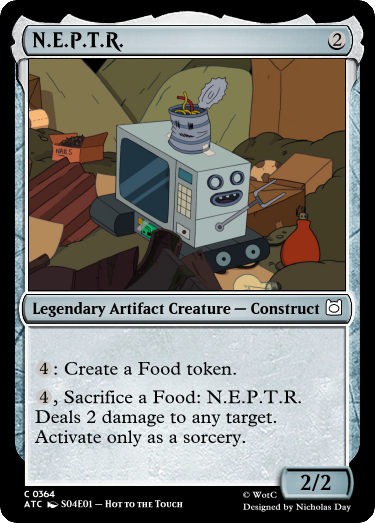 N.E.P.T.R. 2
NAILS
Legendary Artifact Creature — Construct
4: Create a Food token.
4, Sacrifice a Food: N.E.P.T.R.
Deals 2 damage to any target.
Activate only as a sorcery.
2/2
C 0364
ATC S04E01 – Hot to the Touch
© WotC
Designed by Nicholas Day